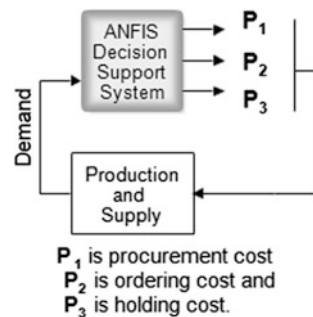 ANFIS
Decision
Support
System
P1
P2
P3
Demand
Production
and
Supply
P1 is procurement cost
P2 is ordering cost and
P3 is holding cost.